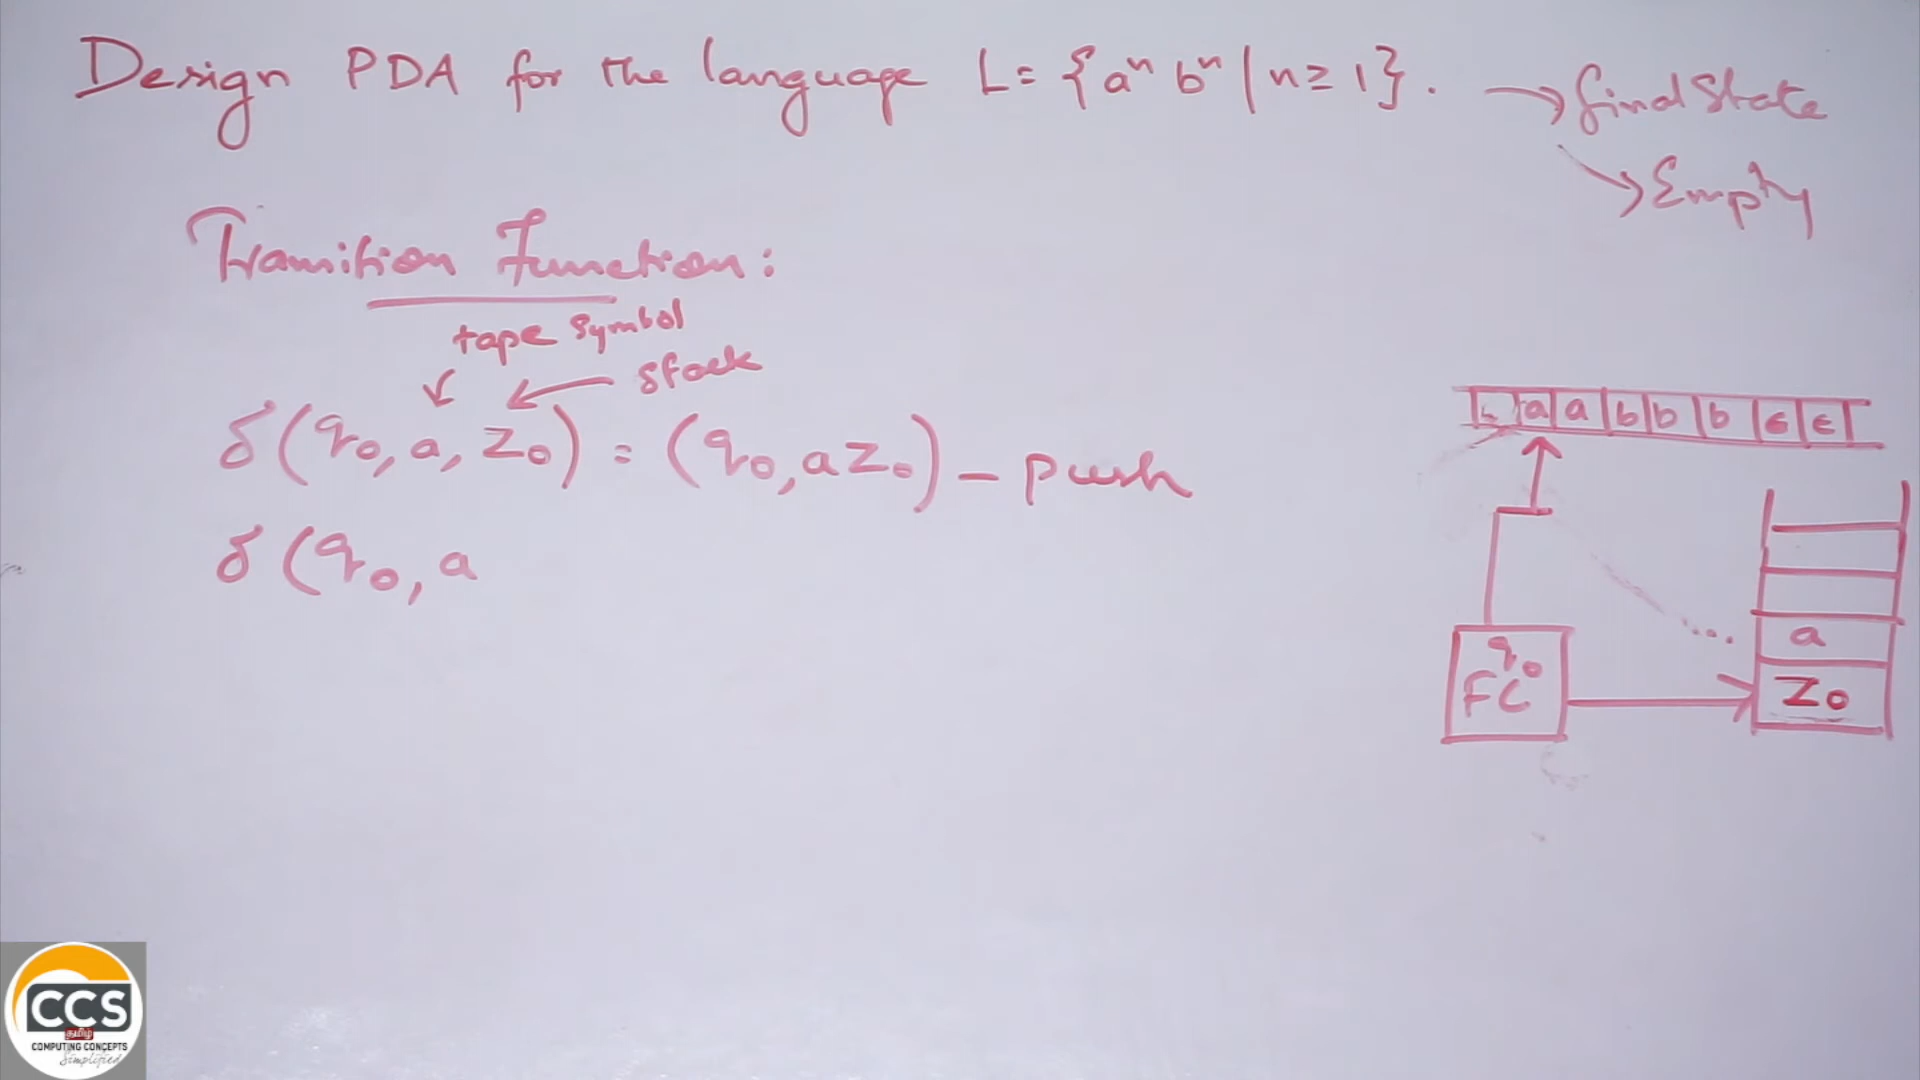 Design PDA for the language L= {aⁿ bⁿ | n ≥ 1}. → final State
→ Empty
Transition Function:
tape symbol
stack
δ(q₀, a, Z₀) = (q₀, aZ₀) – push
δ(q₀, a
a a b b b ε ε
q₀
FC
a
Z₀
CCS
தமிழ்
COMPUTING CONCEPTS
Simplified